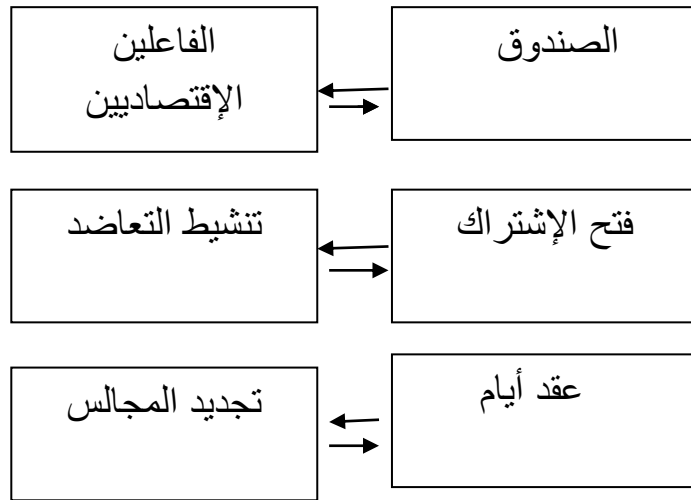 الصندوق
الفاعلين
الإقتصاديين
فتح الإشتراك
تنشيط التعاضد
عقد أيام
تجديد المجالس